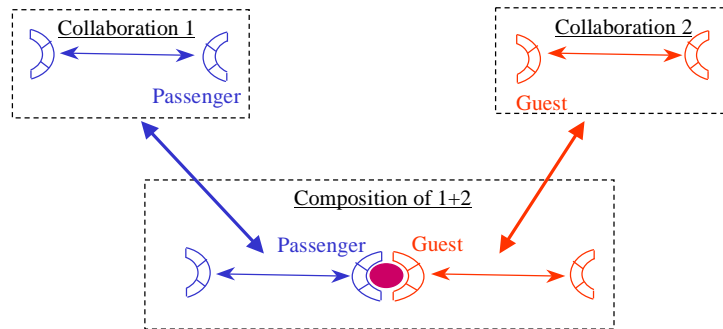 Collaboration 1
Passenger
Collaboration 2
Guest
Composition of 1+2
Passenger Guest